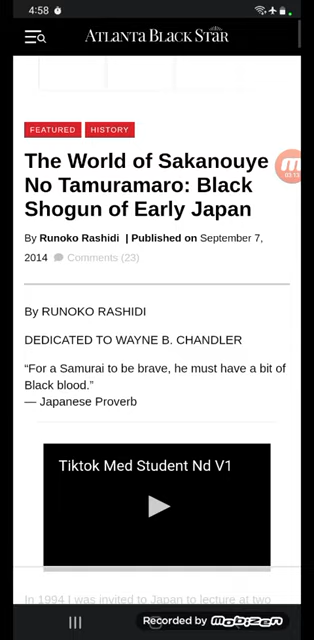 4:58
ATLANTA BLACK STAR
FEATURED HISTORY
The World of Sakanouye
No Tamuramaro: Black
Shogun of Early Japan
03:13
By Runoko Rashidi | Published on September 7,
2014 Comments (23)
By RUNOKO RASHIDI
DEDICATED TO WAYNE B. CHANDLER
“For a Samurai to be brave, he must have a bit of
Black blood.”
— Japanese Proverb
Tiktok Med Student Nd V1
In 1994 I was invited to Japan to lecture at two
Recorded by mobizen